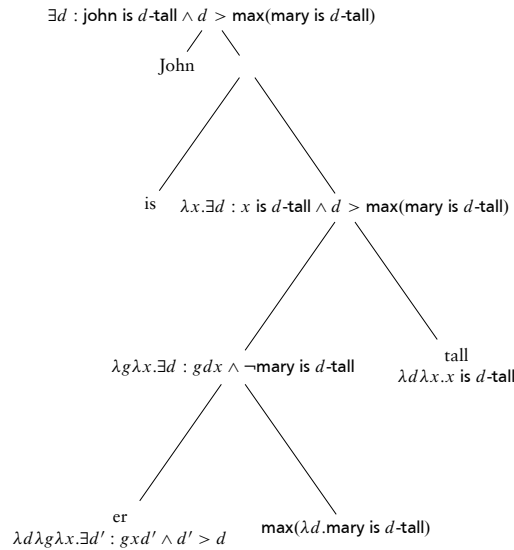 ∃d : john is d-tall ∧ d > max(mary is d-tall)
John
is λx.∃d : x is d-tall ∧ d > max(mary is d-tall)
λgλx.∃d : gdx ∧ ¬mary is d-tall
tall
λdλx.x is d-tall
er
λdλgλx.∃d′ : gxd′ ∧ d′ > d
max(λd.mary is d-tall)